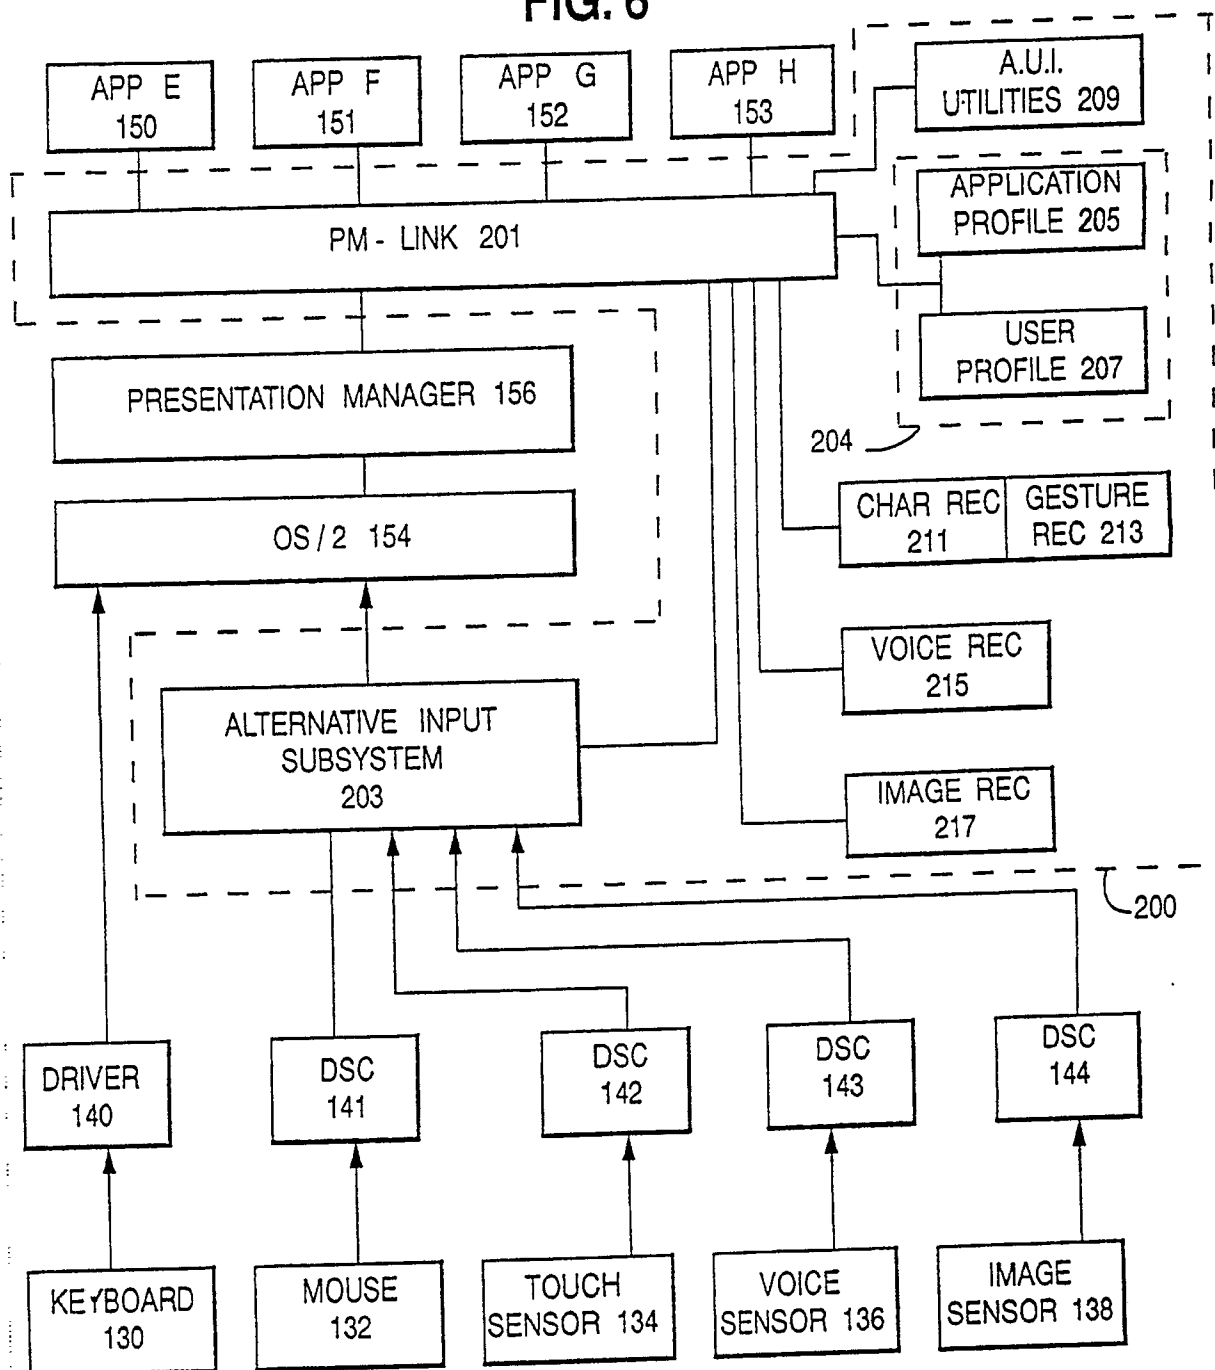 FIG. 6
APP E
150
APP F
151
APP G
152
APP H
153
A.U.I.
UTILITIES 209
APPLICATION
PROFILE 205
PM - LINK 201
USER
PROFILE 207
PRESENTATION MANAGER 156
204
OS/2 154
CHAR REC
211
GESTURE
REC 213
VOICE REC
215
ALTERNATIVE INPUT
SUBSYSTEM
203
IMAGE REC
217
200
DRIVER
140
DSC
141
DSC
142
DSC
143
DSC
144
KEYBOARD
130
MOUSE
132
TOUCH
SENSOR 134
VOICE
SENSOR 136
IMAGE
SENSOR 138